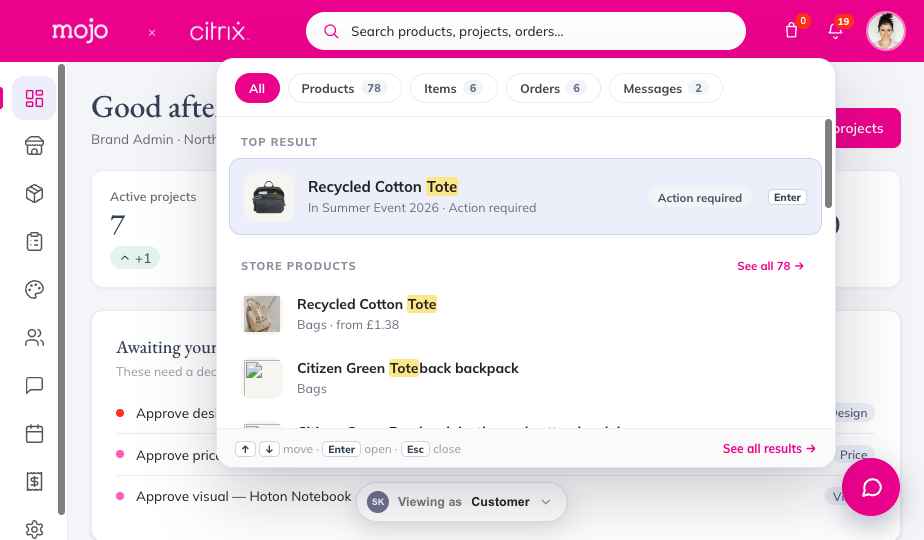 mojo × citrix
Search products, projects, orders...
0
19
All
Products 78
Items 6
Orders 6
Messages 2
Good afte
Brand Admin · North
projects
TOP RESULT
Recycled Cotton Tote
In Summer Event 2026 · Action required
Action required
Enter
Active projects
7
+1
STORE PRODUCTS
See all 78 →
Recycled Cotton Tote
Bags · from £1.38
Citizen Green Toteback backpack
Bags
Awaiting your
These need a dec
Approve des
Design
Approve price
Price
Approve visual — Hoton Notebook
↑ ↓ move · Enter open · Esc close
See all results →
SK Viewing as Customer